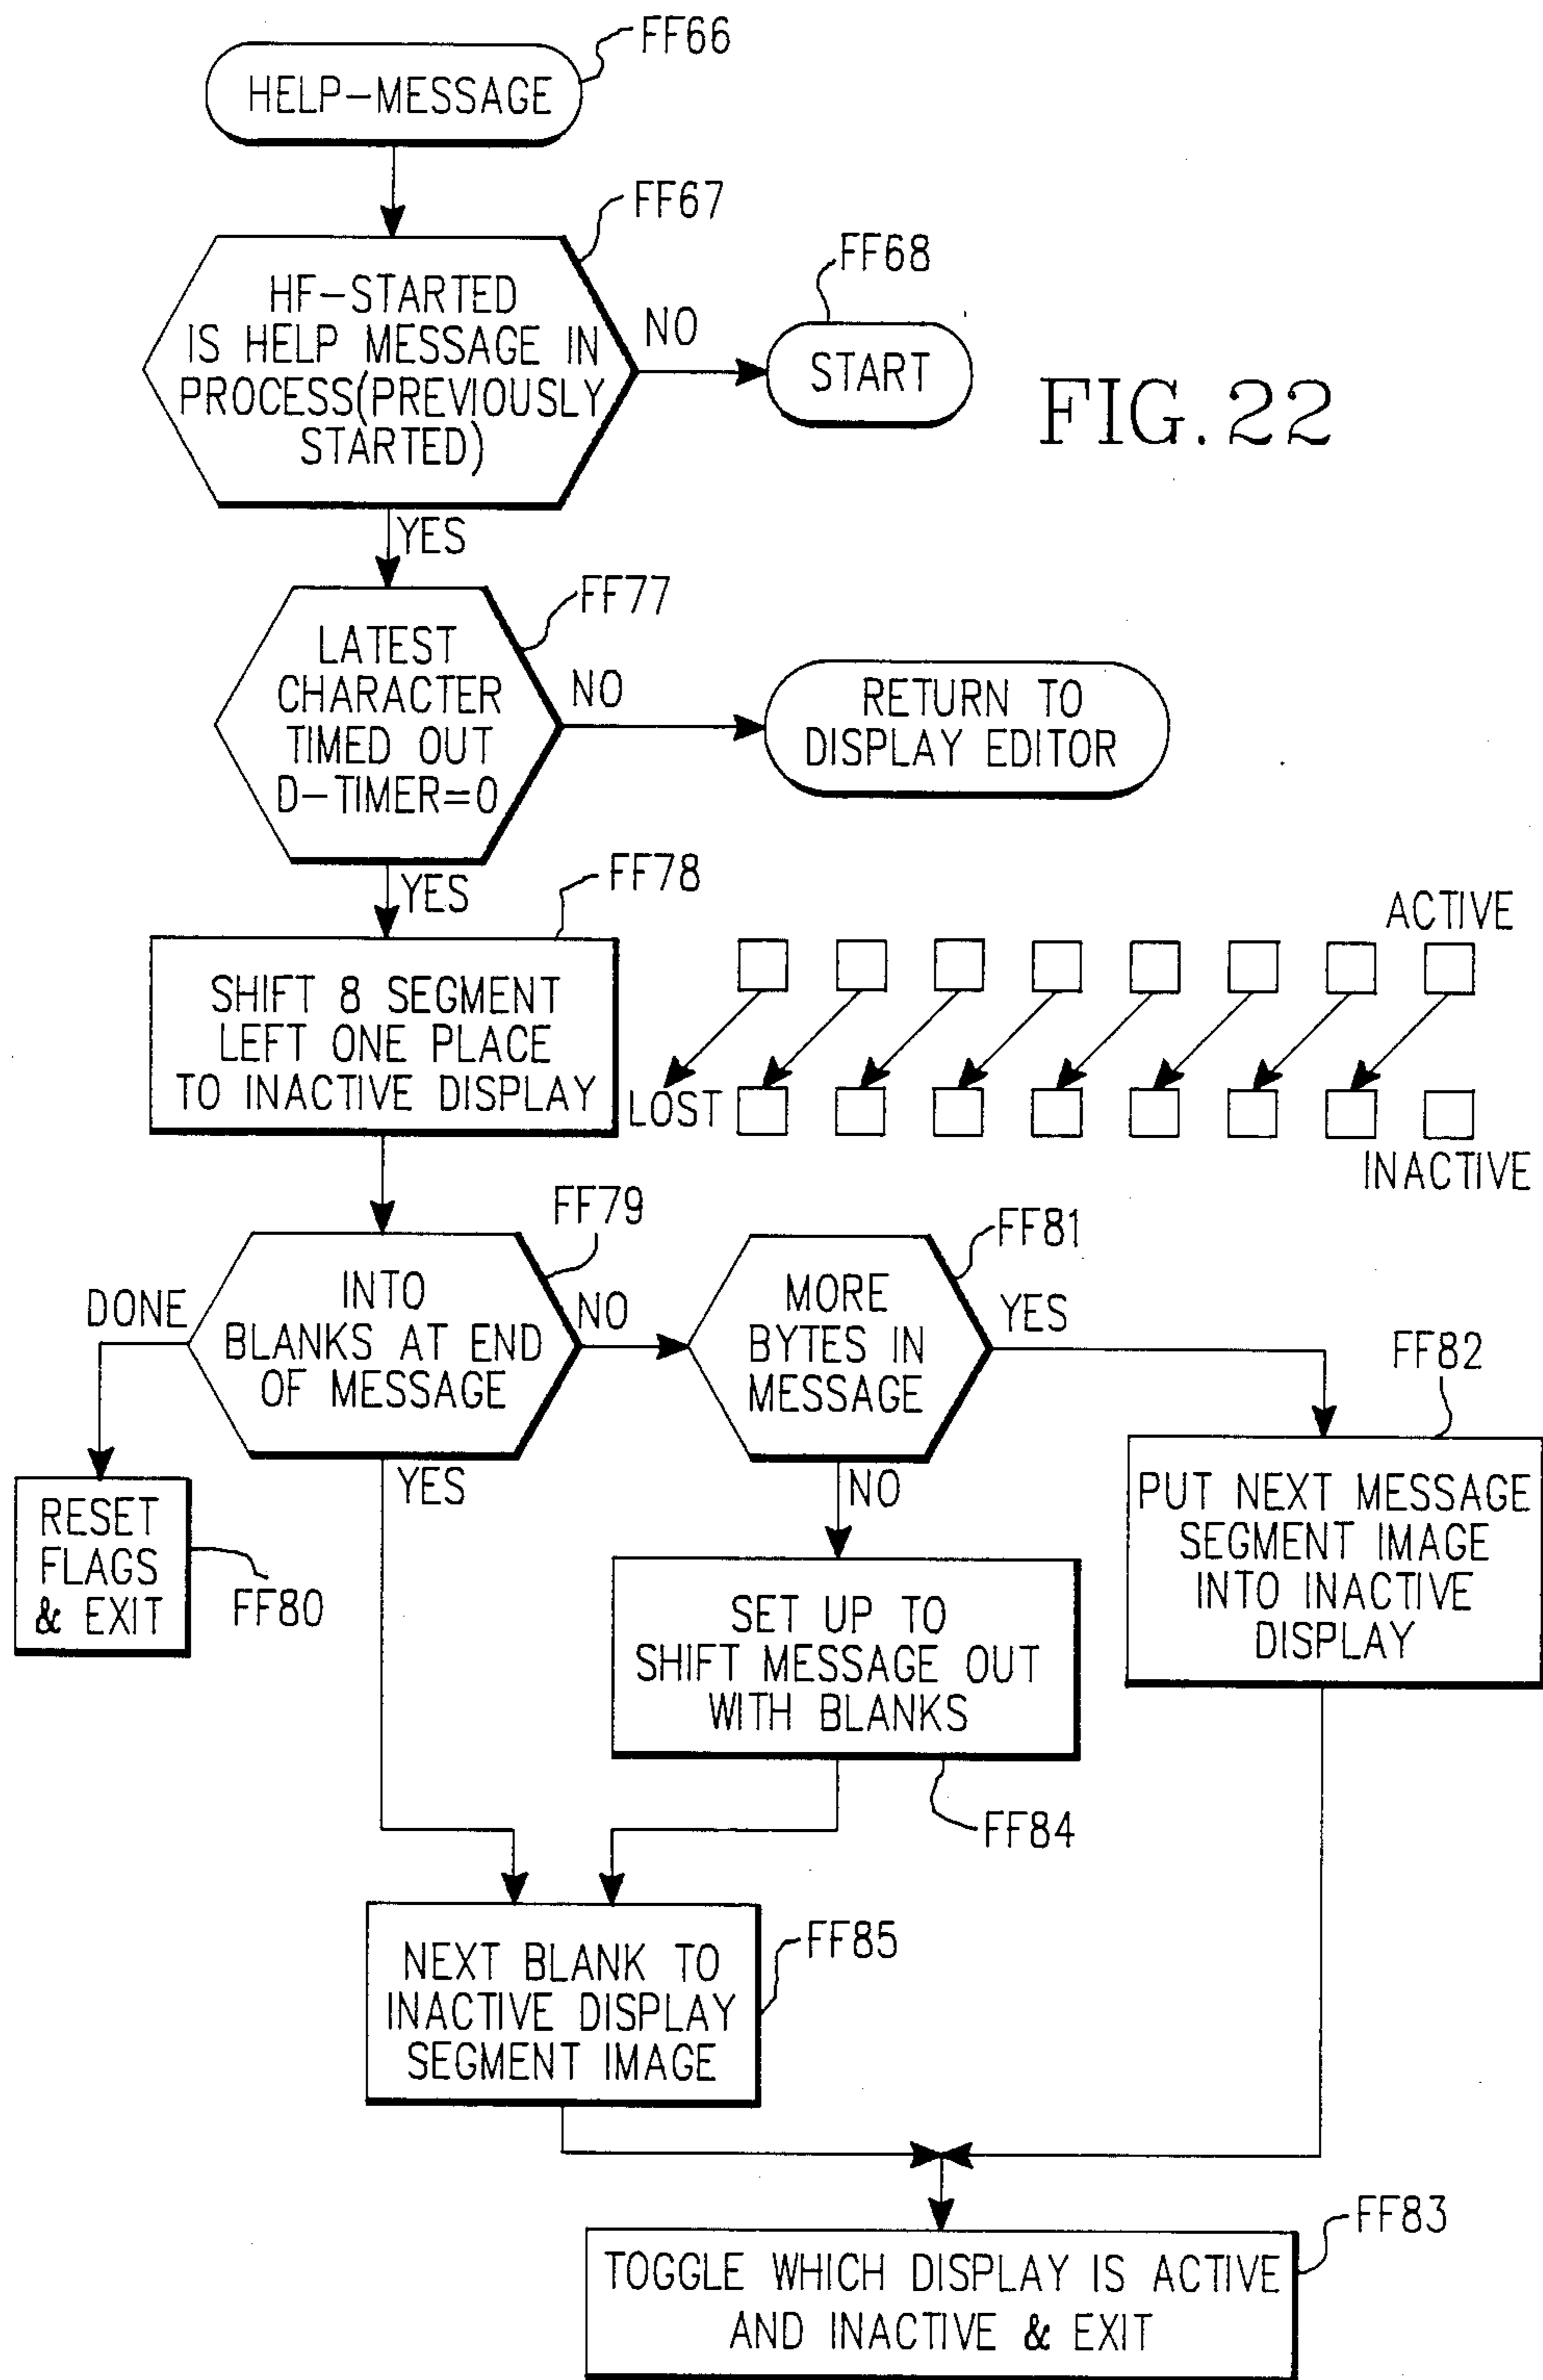 FF66
HELP-MESSAGE
FF67
HF-STARTED
IS HELP MESSAGE IN
PROCESS(PREVIOUSLY
STARTED)
NO
FF68
START
FIG.22
YES
FF77
LATEST
CHARACTER
TIMED OUT
D-TIMER=0
NO
RETURN TO
DISPLAY EDITOR
YES
FF78
SHIFT 8 SEGMENT
LEFT ONE PLACE
TO INACTIVE DISPLAY
ACTIVE
LOST
INACTIVE
FF79
INTO
BLANKS AT END
OF MESSAGE
DONE
NO
FF81
MORE
BYTES IN
MESSAGE
YES
FF82
RESET
FLAGS
& EXIT
FF80
YES
NO
PUT NEXT MESSAGE
SEGMENT IMAGE
INTO INACTIVE
DISPLAY
SET UP TO
SHIFT MESSAGE OUT
WITH BLANKS
FF84
FF85
NEXT BLANK TO
INACTIVE DISPLAY
SEGMENT IMAGE
FF83
TOGGLE WHICH DISPLAY IS ACTIVE
AND INACTIVE & EXIT